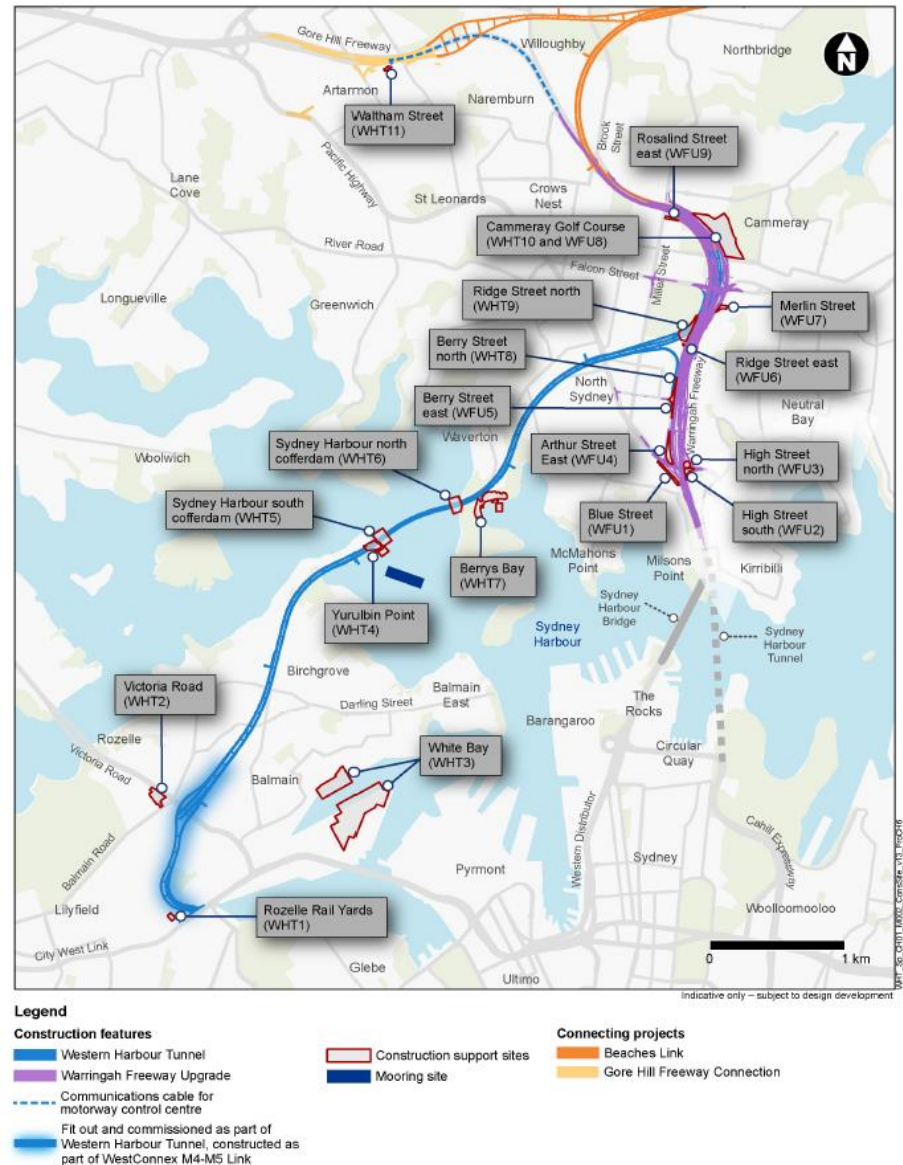 Gore Hill Freeway
Willoughby
Northbridge
N
Artarmon
Naremburn
Waltham Street
(WHT11)
Brook
Street
Rosalind Street
east (WFU9)
Pacific Highway
Lane
Cove
St Leonards
Crows
Nest
Cammeray Golf Course
(WHT10 and WFU8)
Cammeray
River Road
Falcon Street
Miller Street
Longueville
Greenwich
Ridge Street north
(WHT9)
Merlin Street
(WFU7)
Berry Street
north (WHT8)
Ridge Street east
(WFU6)
North
Sydney
Warringah Freeway
Berry Street
east (WFU5)
Neutral
Bay
Waverton
Sydney Harbour north
cofferdam (WHT6)
Arthur Street
East (WFU4)
High Street
north (WFU3)
Woolwich
Sydney Harbour south
cofferdam (WHT5)
Blue Street
(WFU1)
High Street
south (WFU2)
Berrys Bay
(WHT7)
McMahons
Point
Milsons
Point
Kirribilli
Yurulbin Point
(WHT4)
Sydney
Harbour
Bridge
Sydney
Harbour
Sydney
Harbour
Tunnel
Birchgrove
Victoria Road
(WHT2)
Darling Street
Balmain
East
The
Rocks
Barangaroo
Rozelle
Victoria Road
Balmain
White Bay
(WHT3)
Circular
Quay
Balmain Road
Western Distributor
Cahill Expressway
Pyrmont
Sydney
Lilyfield
Rozelle Rail Yards
(WHT1)
Woolloomooloo
City West Link
Glebe
Ultimo
0
1 km
Indicative only – subject to design development
Legend
Construction features
Western Harbour Tunnel
Warringah Freeway Upgrade
Communications cable for
motorway control centre
Fit out and commissioned as part of
Western Harbour Tunnel, constructed as
part of WestConnex M4-M5 Link
Construction support sites
Mooring site
Connecting projects
Beaches Link
Gore Hill Freeway Connection